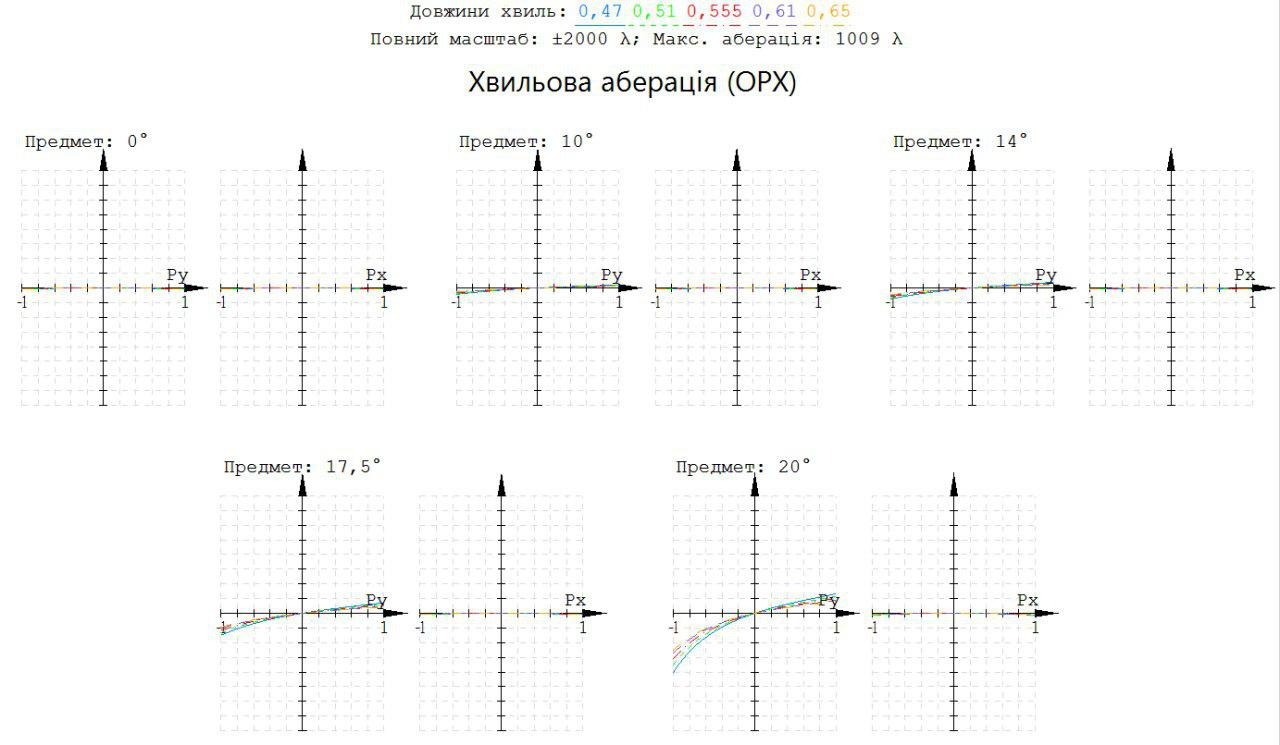 Довжини хвиль: 0,47 0,51 0,555 0,61 0,65
Повний масштаб: ±2000 λ; Макс. аберація: 1009 λ
Хвильова аберація (ОРХ)
Предмет: 0°
Py
-1
1
Px
-1
1
Предмет: 10°
Py
-1
1
Px
-1
1
Предмет: 14°
Py
-1
1
Px
-1
1
Предмет: 17,5°
Py
-1
1
Px
-1
1
Предмет: 20°
Py
-1
1
Px
-1
1